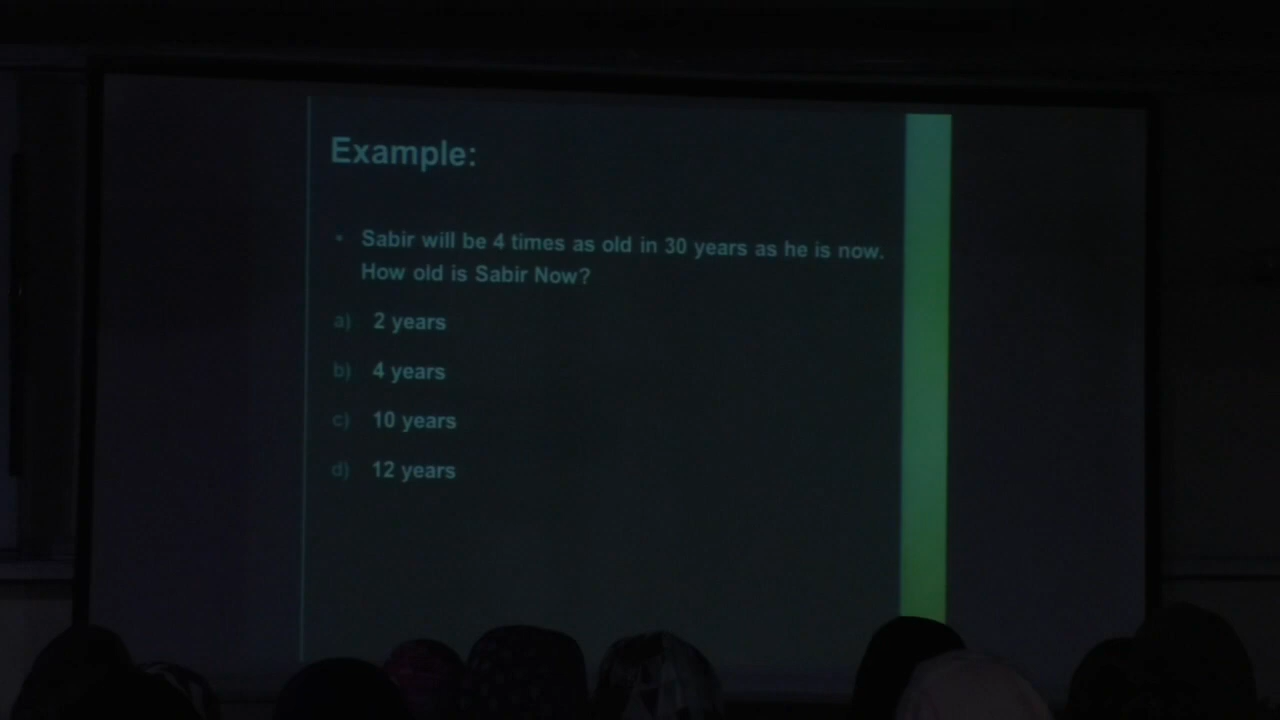 Example:
• Sabir will be 4 times as old in 30 years as he is now.
How old is Sabir Now?
a) 2 years
b) 4 years
c) 10 years
d) 12 years